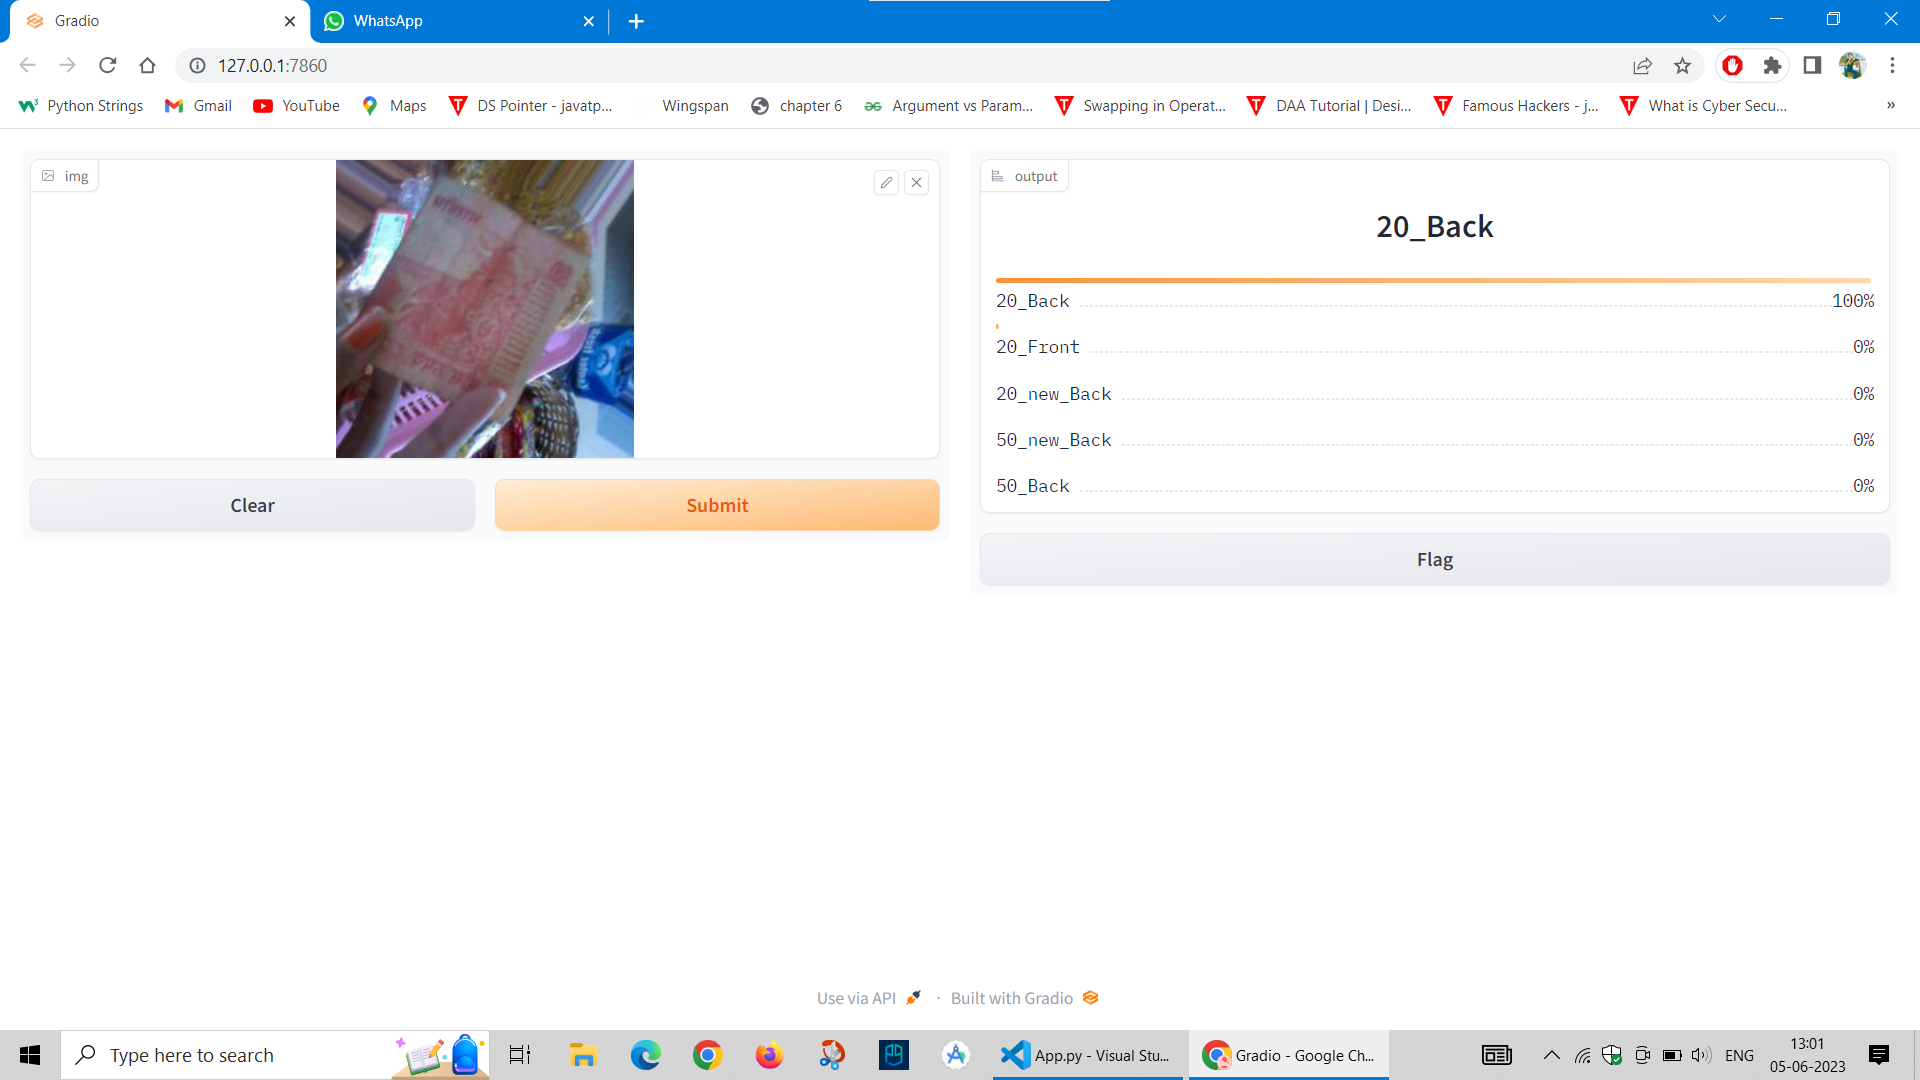 Gradio
WhatsApp
127.0.0.1:7860
Python Strings
Gmail
YouTube
Maps
DS Pointer - javatp...
Wingspan
chapter 6
Argument vs Param...
Swapping in Operat...
DAA Tutorial | Desi...
Famous Hackers - j...
What is Cyber Secu...
»
img
output
20_Back
20_Back 100%
20_Front 0%
20_new_Back 0%
50_new_Back 0%
50_Back 0%
Clear
Submit
Flag
Use via API · Built with Gradio
Type here to search
App.py - Visual Stu...
Gradio - Google Ch...
ENG
13:01
05-06-2023